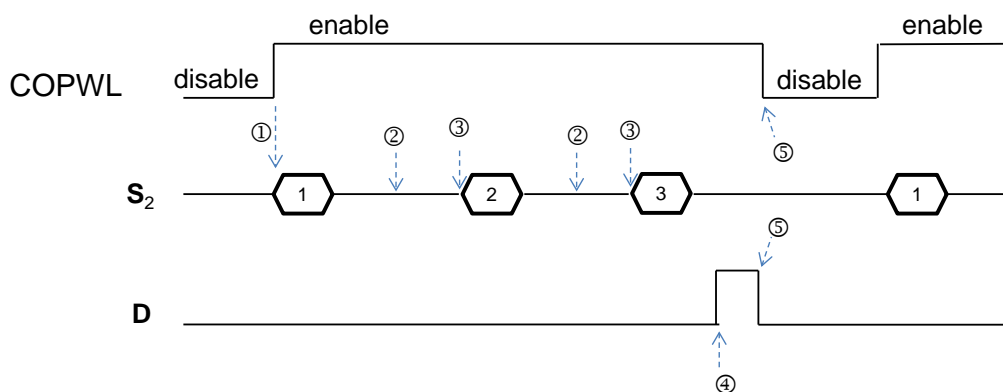 enable
enable
disable
COPWL
disable
①
②
③
②
③
⑤
S₂
1
2
3
1
⑤
D
④